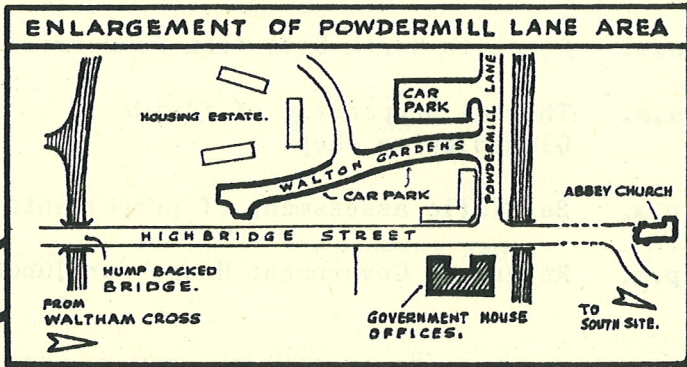 ENLARGEMENT OF POWDERMILL LANE AREA
HOUSING ESTATE.
CAR
PARK
POWDERMILL LANE
WALTON GARDENS
CAR PARK
ABBEY CHURCH
HIGHBRIDGE STREET
HUMP BACKED
BRIDGE.
FROM
WALTHAM CROSS
GOVERNMENT HOUSE
OFFICES.
TO
SOUTH SITE.